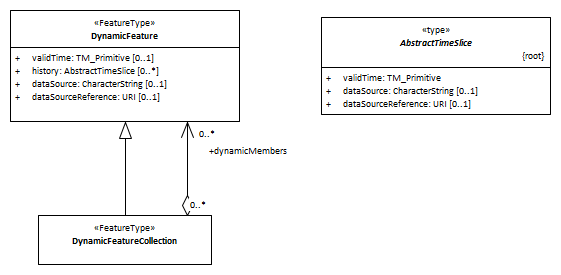 «FeatureType»
DynamicFeature
+ validTime: TM_Primitive [0..1]
+ history: AbstractTimeSlice [0..*]
+ dataSource: CharacterString [0..1]
+ dataSourceReference: URI [0..1]
«type»
AbstractTimeSlice
{root}
+ validTime: TM_Primitive
+ dataSource: CharacterString [0..1]
+ dataSourceReference: URI [0..1]
0..*
+dynamicMembers
0..*
«FeatureType»
DynamicFeatureCollection